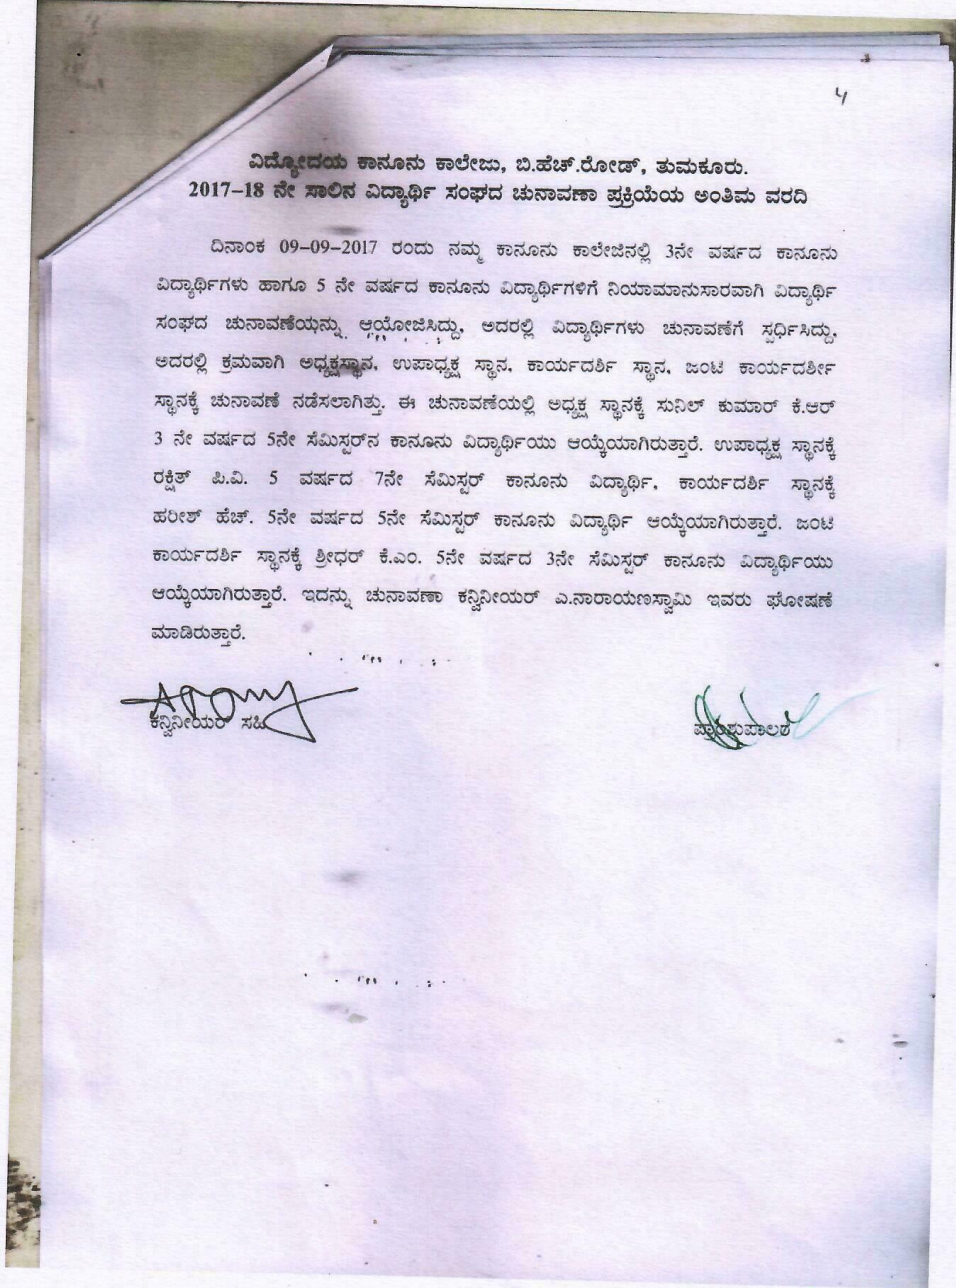 4
ವಿದ್ಯೋದಯ ಕಾನೂನು ಕಾಲೇಜು, ಬಿ.ಹೆಚ್.ರೋಡ್, ತುಮಕೂರು.
2017–18 ನೇ ಸಾಲಿನ ವಿದ್ಯಾರ್ಥಿ ಸಂಘದ ಚುನಾವಣಾ ಪ್ರಕ್ರಿಯೆಯ ಅಂತಿಮ ವರದಿ
ದಿನಾಂಕ 09–09–2017 ರಂದು ನಮ್ಮ ಕಾನೂನು ಕಾಲೇಜಿನಲ್ಲಿ 3ನೇ ವರ್ಷದ ಕಾನೂನು
ವಿದ್ಯಾರ್ಥಿಗಳು ಹಾಗೂ 5 ನೇ ವರ್ಷದ ಕಾನೂನು ವಿದ್ಯಾರ್ಥಿಗಳಿಗೆ ನಿಯಾಮಾನುಸಾರವಾಗಿ ವಿದ್ಯಾರ್ಥಿ
ಸಂಘದ ಚುನಾವಣೆಯನ್ನು ಆಯೋಜಿಸಿದ್ದು, ಅದರಲ್ಲಿ ವಿದ್ಯಾರ್ಥಿಗಳು ಚುನಾವಣೆಗೆ ಸ್ಪರ್ಧಿಸಿದ್ದು,
ಅದರಲ್ಲಿ ಕ್ರಮವಾಗಿ ಅಧ್ಯಕ್ಷಸ್ಥಾನ, ಉಪಾಧ್ಯಕ್ಷ ಸ್ಥಾನ, ಕಾರ್ಯದರ್ಶಿ ಸ್ಥಾನ, ಜಂಟಿ ಕಾರ್ಯದರ್ಶೀ
ಸ್ಥಾನಕ್ಕೆ ಚುನಾವಣೆ ನಡೆಸಲಾಗಿತ್ತು. ಈ ಚುನಾವಣೆಯಲ್ಲಿ ಅಧ್ಯಕ್ಷ ಸ್ಥಾನಕ್ಕೆ ಸುನಿಲ್ ಕುಮಾರ್ ಕೆ.ಆರ್
3 ನೇ ವರ್ಷದ 5ನೇ ಸೆಮಿಸ್ಟರ್‌ನ ಕಾನೂನು ವಿದ್ಯಾರ್ಥಿಯು ಆಯ್ಕೆಯಾಗಿರುತ್ತಾರೆ. ಉಪಾಧ್ಯಕ್ಷ ಸ್ಥಾನಕ್ಕೆ
ರಕ್ಷಿತ್ ಪಿ.ವಿ. 5 ವರ್ಷದ 7ನೇ ಸೆಮಿಸ್ಟರ್ ಕಾನೂನು ವಿದ್ಯಾರ್ಥಿ, ಕಾರ್ಯದರ್ಶಿ ಸ್ಥಾನಕ್ಕೆ
ಹರೀಶ್ ಹೆಚ್. 5ನೇ ವರ್ಷದ 5ನೇ ಸೆಮಿಸ್ಟರ್ ಕಾನೂನು ವಿದ್ಯಾರ್ಥಿ ಆಯ್ಕೆಯಾಗಿರುತ್ತಾರೆ. ಜಂಟಿ
ಕಾರ್ಯದರ್ಶಿ ಸ್ಥಾನಕ್ಕೆ ಶ್ರೀಧರ್ ಕೆ.ಎಂ. 5ನೇ ವರ್ಷದ 3ನೇ ಸೆಮಿಸ್ಟರ್ ಕಾನೂನು ವಿದ್ಯಾರ್ಥಿಯು
ಆಯ್ಕೆಯಾಗಿರುತ್ತಾರೆ. ಇದನ್ನು ಚುನಾವಣಾ ಕನ್ವಿನೀಯರ್ ಎ.ನಾರಾಯಣಸ್ವಾಮಿ ಇವರು ಘೋಷಣೆ
ಮಾಡಿರುತ್ತಾರೆ.
ಕನ್ವಿನೀಯರ್ ಸಹಿ ಪ್ರಾಂಶುಪಾಲರ